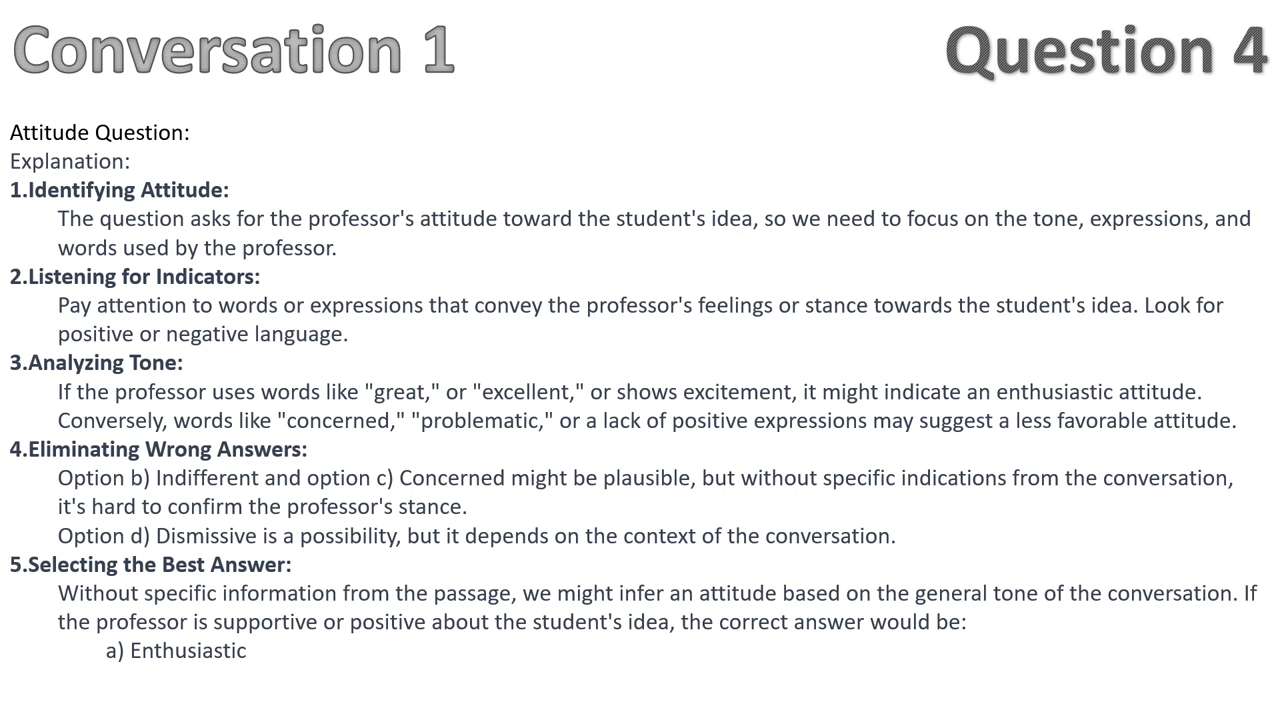 Conversation 1
Question 4
Attitude Question:
Explanation:
1.Identifying Attitude:
The question asks for the professor's attitude toward the student's idea, so we need to focus on the tone, expressions, and
words used by the professor.
2.Listening for Indicators:
Pay attention to words or expressions that convey the professor's feelings or stance towards the student's idea. Look for
positive or negative language.
3.Analyzing Tone:
If the professor uses words like "great," or "excellent," or shows excitement, it might indicate an enthusiastic attitude.
Conversely, words like "concerned," "problematic," or a lack of positive expressions may suggest a less favorable attitude.
4.Eliminating Wrong Answers:
Option b) Indifferent and option c) Concerned might be plausible, but without specific indications from the conversation,
it's hard to confirm the professor's stance.
Option d) Dismissive is a possibility, but it depends on the context of the conversation.
5.Selecting the Best Answer:
Without specific information from the passage, we might infer an attitude based on the general tone of the conversation. If
the professor is supportive or positive about the student's idea, the correct answer would be:
a) Enthusiastic